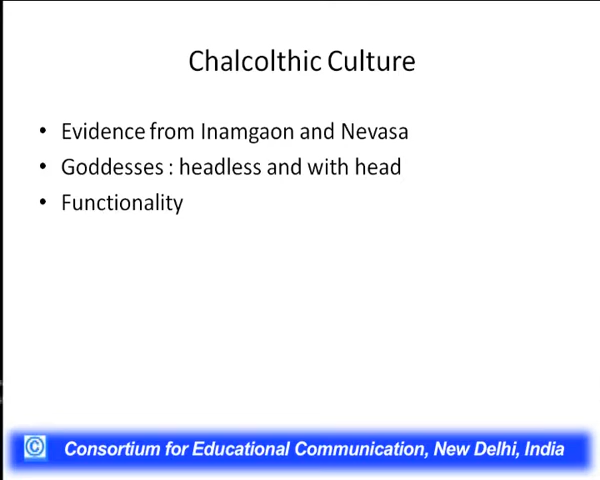 Chalcolthic Culture
• Evidence from Inamgaon and Nevasa
• Goddesses : headless and with head
• Functionality
© Consortium for Educational Communication, New Delhi, India